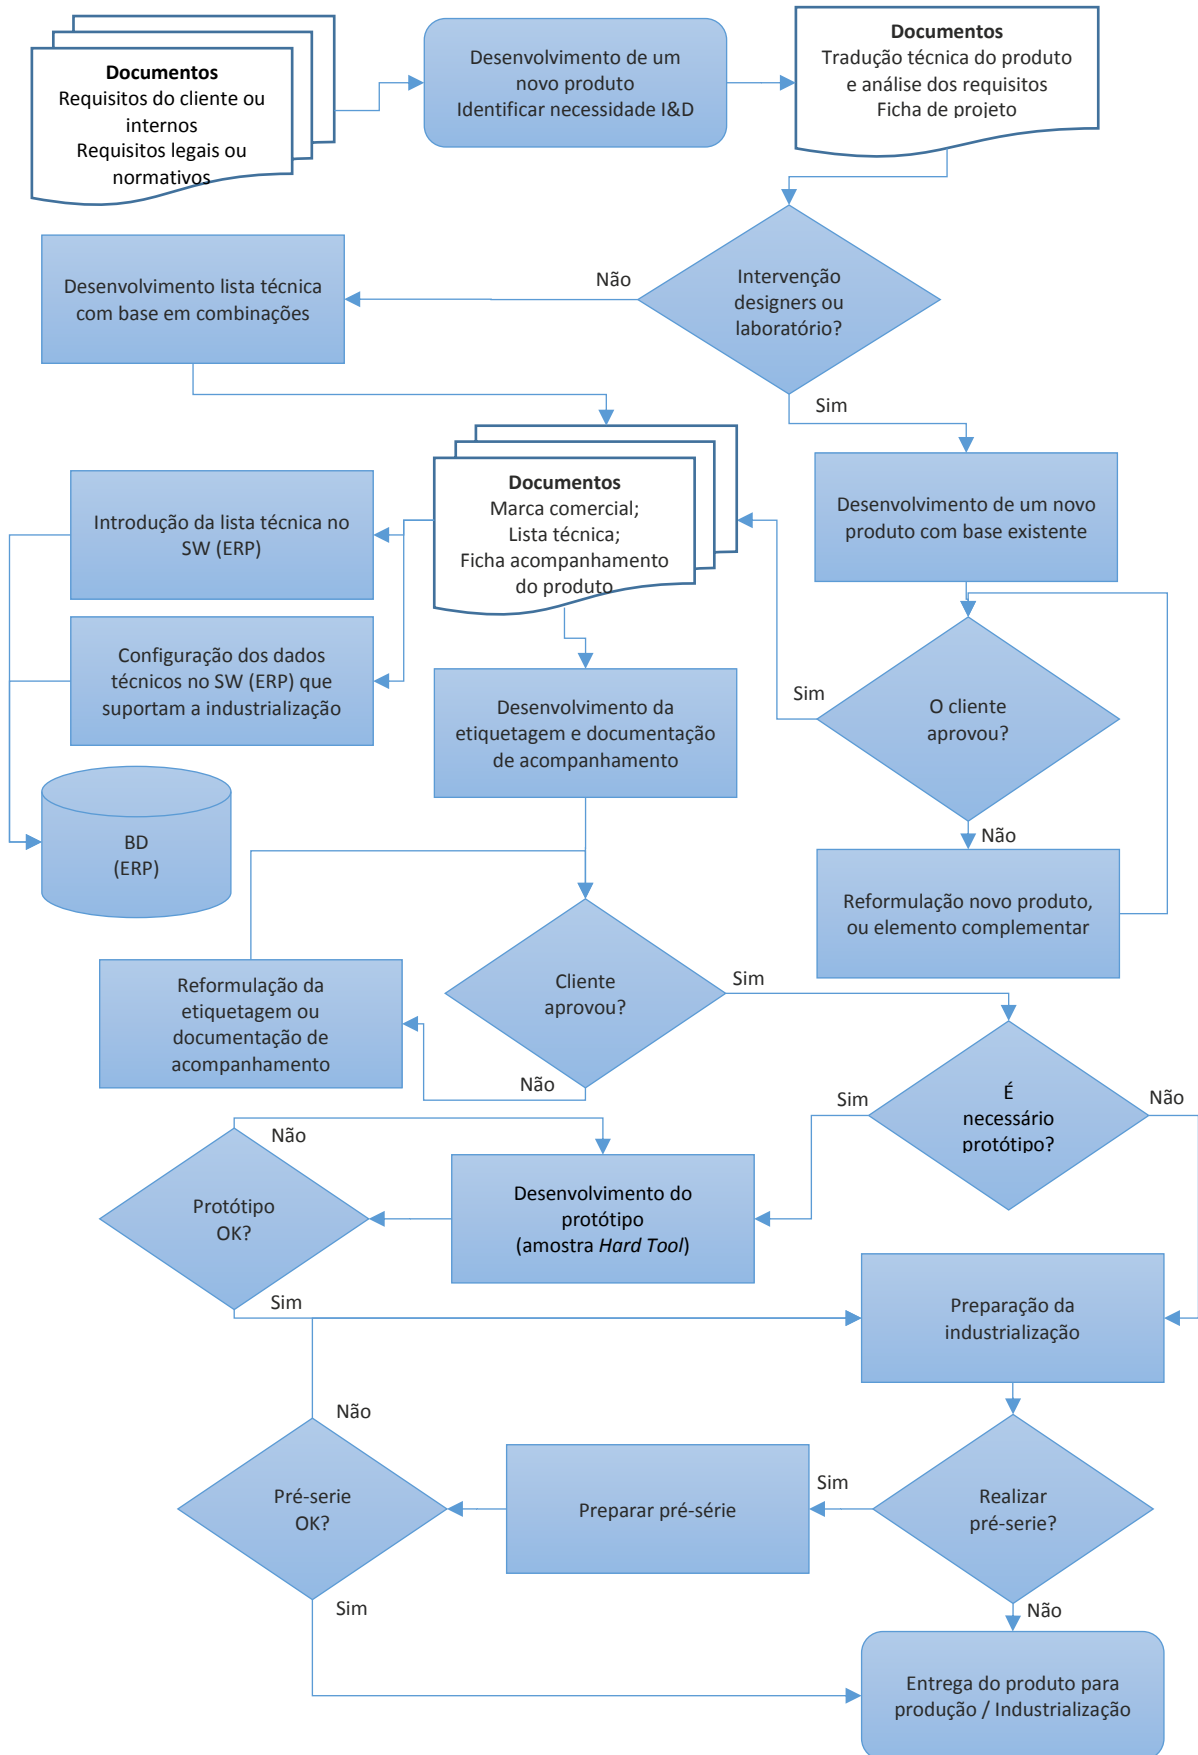 Documentos
Requisitos do cliente ou
internos
Requisitos legais ou
normativos
Desenvolvimento de um
novo produto
Identificar necessidade I&D
Documentos
Tradução técnica do produto
e análise dos requisitos
Ficha de projeto
Intervenção
designers ou
laboratório?
Não
Sim
Desenvolvimento lista técnica
com base em combinações
Documentos
Marca comercial;
Lista técnica;
Ficha acompanhamento
do produto
Introdução da lista técnica no
SW (ERP)
Desenvolvimento de um novo
produto com base existente
Configuração dos dados
técnicos no SW (ERP) que
suportam a industrialização
Desenvolvimento da
etiquetagem e documentação
de acompanhamento
Sim
O cliente
aprovou?
Não
BD
(ERP)
Reformulação novo produto,
ou elemento complementar
Reformulação da
etiquetagem ou
documentação de
acompanhamento
Cliente
aprovou?
Sim
Não
É
necessário
protótipo?
Sim
Não
Não
Protótipo
OK?
Sim
Desenvolvimento do
protótipo
(amostra Hard Tool)
Preparação da
industrialização
Não
Pré-serie
OK?
Sim
Preparar pré-série
Sim
Realizar
pré-serie?
Não
Entrega do produto para
produção / Industrialização